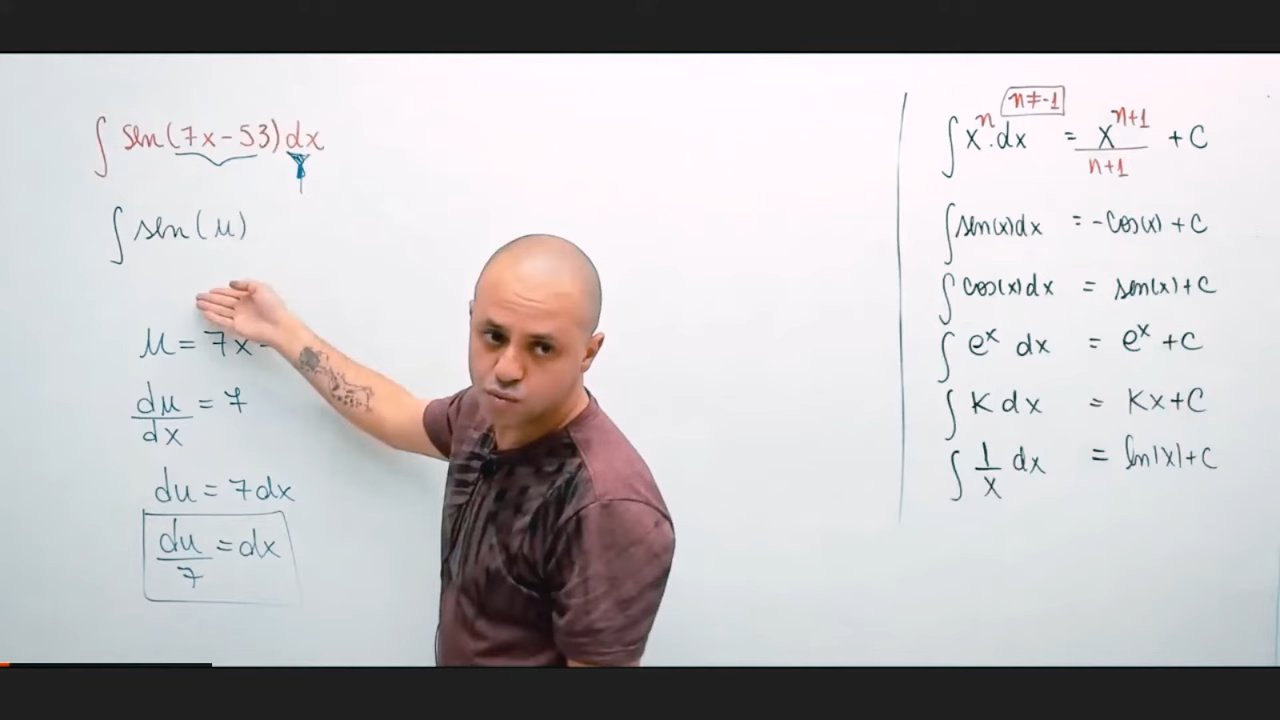 ∫ sen(7x-53)dx
∫ sen(u)
u = 7x -
du/dx = 7
du = 7dx
du/7 = dx
n≠-1
∫ xⁿ.dx = xⁿ⁺¹/n+1 + C
∫ sen(x)dx = -cos(x) + C
∫ cos(x)dx = sen(x) + C
∫ eˣ dx = eˣ + C
∫ K dx = Kx + C
∫ 1/x dx = ln|x| + C